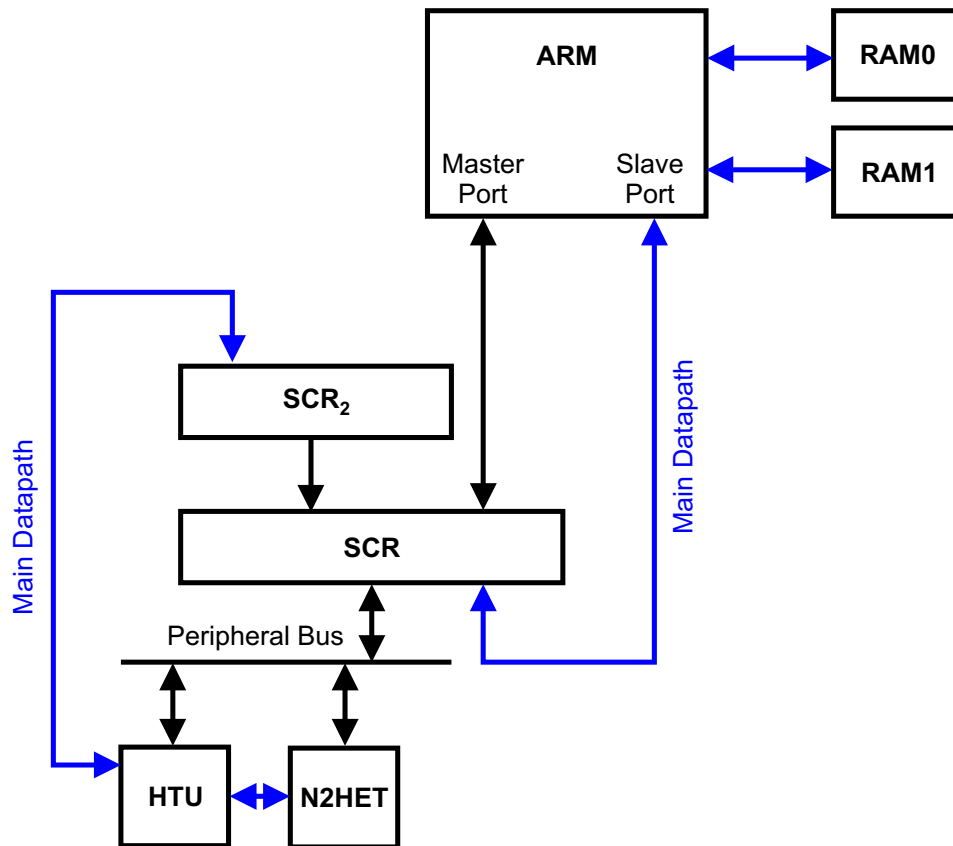 ARM
RAM0
Master
Port
Slave
Port
RAM1
SCR₂
Main Datapath
Main Datapath
SCR
Peripheral Bus
HTU
N2HET